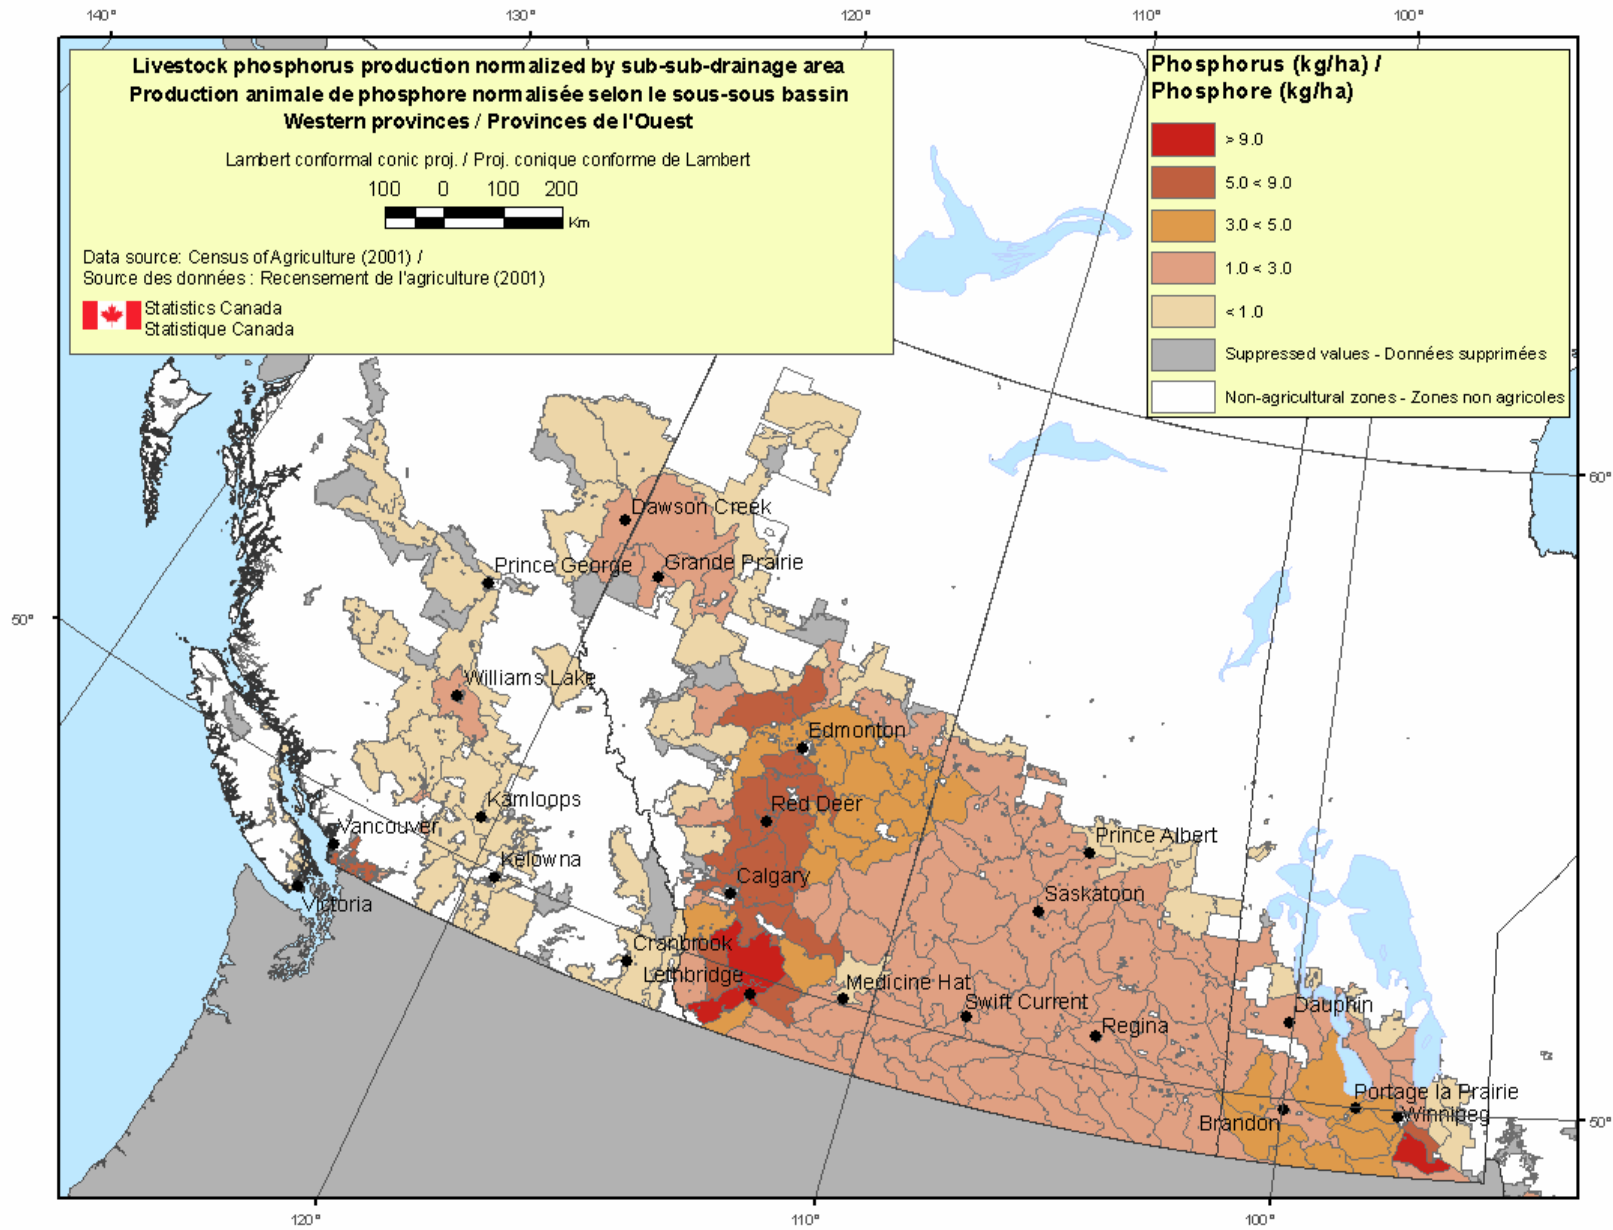 140°
130°
120°
110°
100°
Livestock phosphorus production normalized by sub-sub-drainage area
Production animale de phosphore normalisée selon le sous-sous bassin
Western provinces / Provinces de l'Ouest
Lambert conformal conic proj. / Proj. conique conforme de Lambert
100 0 100 200
Km
Data source: Census of Agriculture (2001) /
Source des données : Recensement de l'agriculture (2001)
Statistics Canada
Statistique Canada
Phosphorus (kg/ha) /
Phosphore (kg/ha)
> 9.0
5.0 < 9.0
3.0 < 5.0
1.0 < 3.0
< 1.0
Suppressed values - Données supprimées
Non-agricultural zones - Zones non agricoles
60°
Dawson Creek
Prince George
Grande Prairie
50°
Williams Lake
Edmonton
Kamloops
Red Deer
Vancouver
Prince Albert
Kelowna
Calgary
Saskatoon
Victoria
Cranbrook
Lethbridge
Medicine Hat
Swift Current
Dauphin
Regina
Portage la Prairie
Winnipeg
Brandon
50°
120°
110°
100°